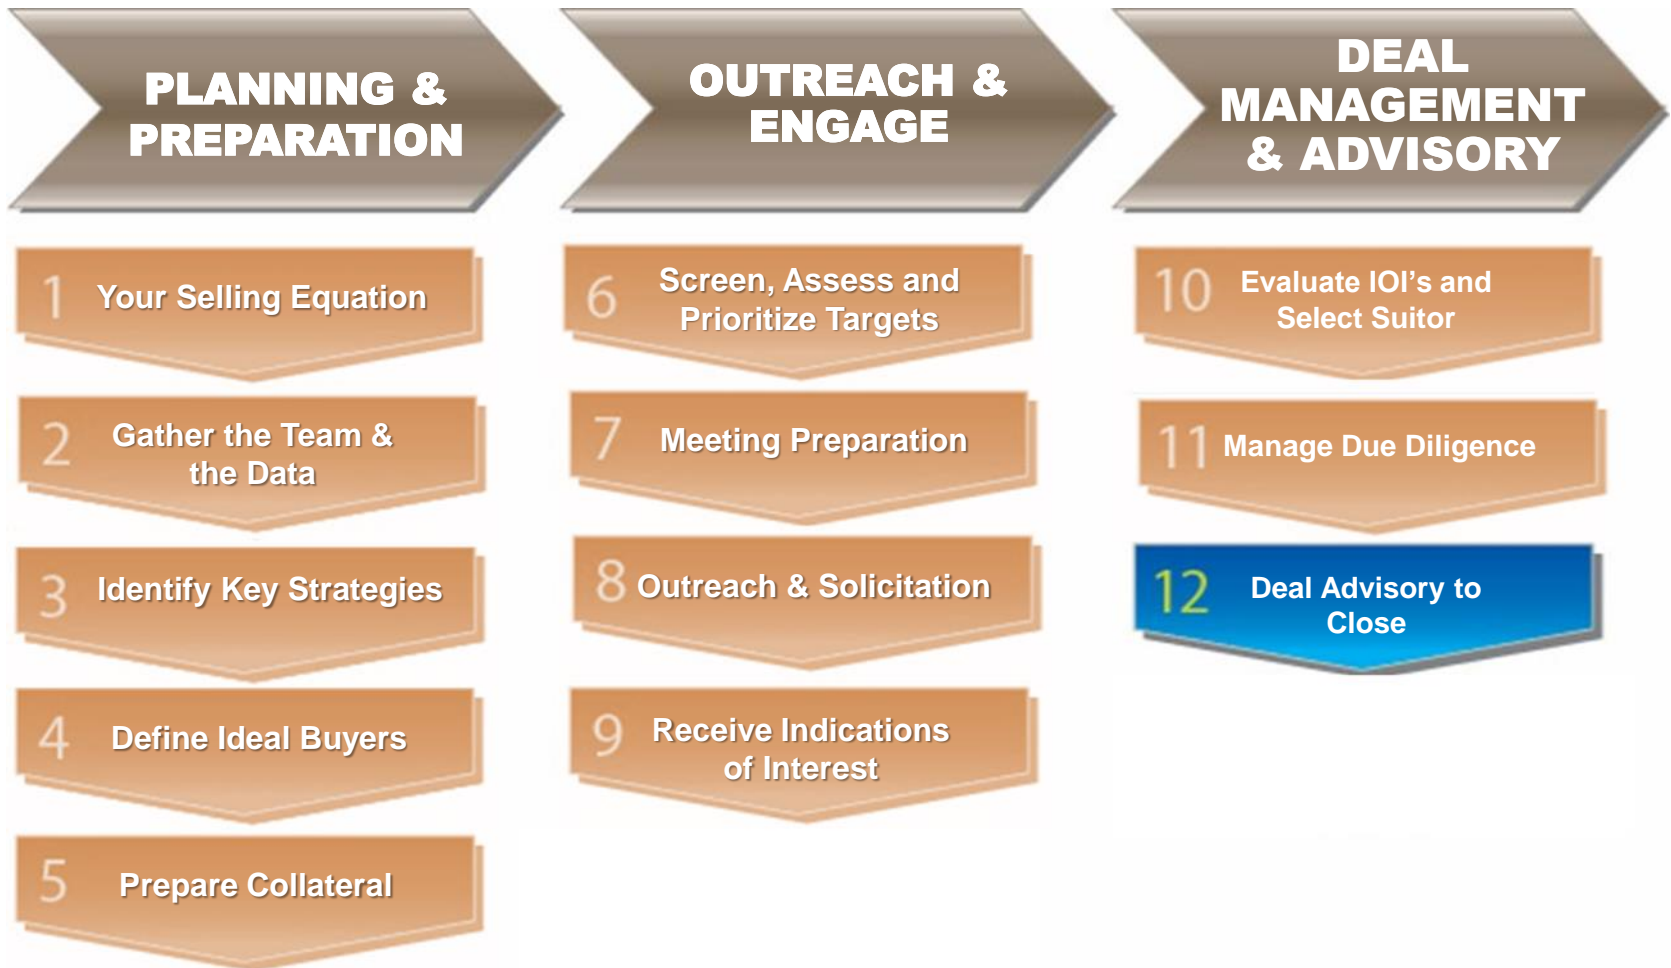 PLANNING &
PREPARATION
1 Your Selling Equation
2 Gather the Team &
the Data
3 Identify Key Strategies
4 Define Ideal Buyers
5 Prepare Collateral
OUTREACH &
ENGAGE
6 Screen, Assess and
Prioritize Targets
7 Meeting Preparation
8 Outreach & Solicitation
9 Receive Indications
of Interest
DEAL
MANAGEMENT
& ADVISORY
10 Evaluate IOI’s and
Select Suitor
11 Manage Due Diligence
12 Deal Advisory to
Close